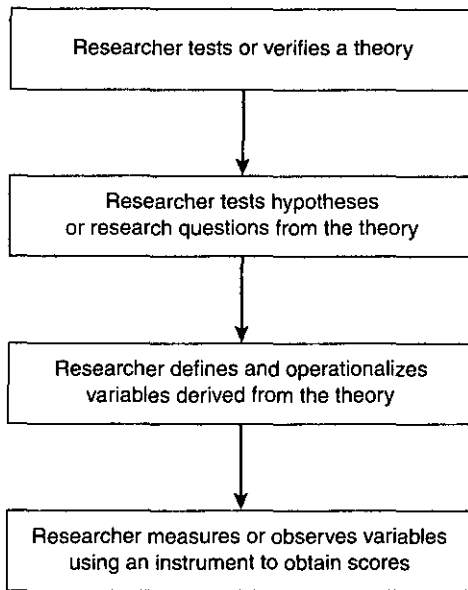 Researcher tests or verifies a theory
Researcher tests hypotheses
or research questions from the theory
Researcher defines and operationalizes
variables derived from the theory
Researcher measures or observes variables
using an instrument to obtain scores